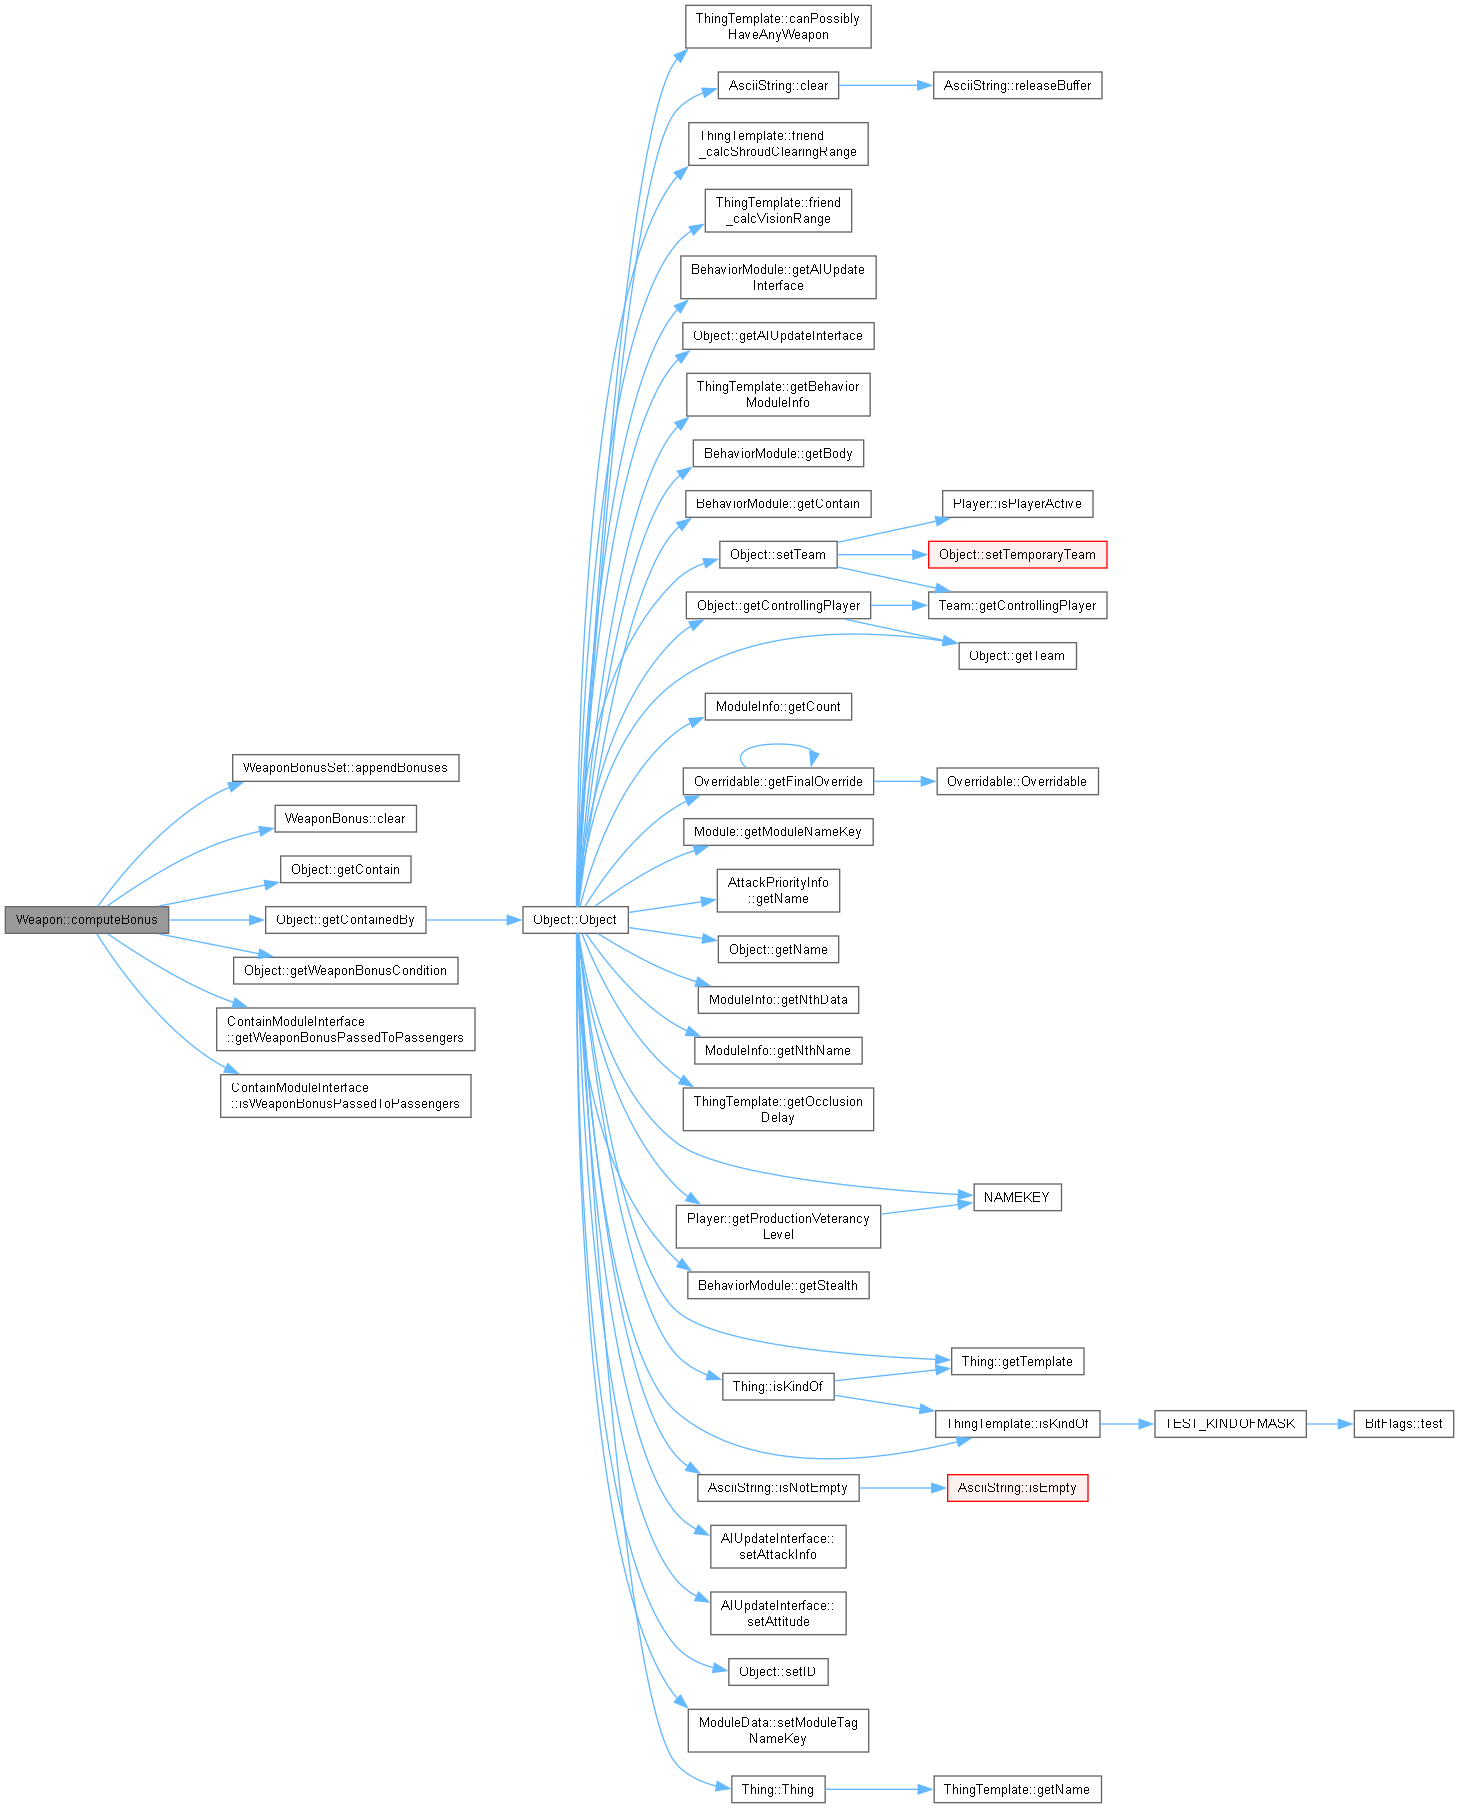 Weapon::computeBonus
WeaponBonusSet::appendBonuses
WeaponBonus::clear
Object::getContain
Object::getContainedBy
Object::getWeaponBonusCondition
ContainModuleInterface
::getWeaponBonusPassedToPassengers
ContainModuleInterface
::isWeaponBonusPassedToPassengers
Object::Object
ThingTemplate::canPossibly
HaveAnyWeapon
AsciiString::clear
AsciiString::releaseBuffer
ThingTemplate::friend
_calcShroudClearingRange
ThingTemplate::friend
_calcVisionRange
BehaviorModule::getAIUpdate
Interface
Object::getAIUpdateInterface
ThingTemplate::getBehavior
ModuleInfo
BehaviorModule::getBody
BehaviorModule::getContain
Object::setTeam
Player::isPlayerActive
Object::setTemporaryTeam
Object::getControllingPlayer
Team::getControllingPlayer
Object::getTeam
ModuleInfo::getCount
Overridable::getFinalOverride
Overridable::Overridable
Module::getModuleNameKey
AttackPriorityInfo
::getName
Object::getName
ModuleInfo::getNthData
ModuleInfo::getNthName
ThingTemplate::getOcclusion
Delay
NAMEKEY
Player::getProductionVeterancy
Level
BehaviorModule::getStealth
Thing::getTemplate
Thing::isKindOf
ThingTemplate::isKindOf
TEST_KINDOFMASK
BitFlags::test
AsciiString::isNotEmpty
AsciiString::isEmpty
AIUpdateInterface::
setAttackInfo
AIUpdateInterface::
setAttitude
Object::setID
ModuleData::setModuleTag
NameKey
Thing::Thing
ThingTemplate::getName